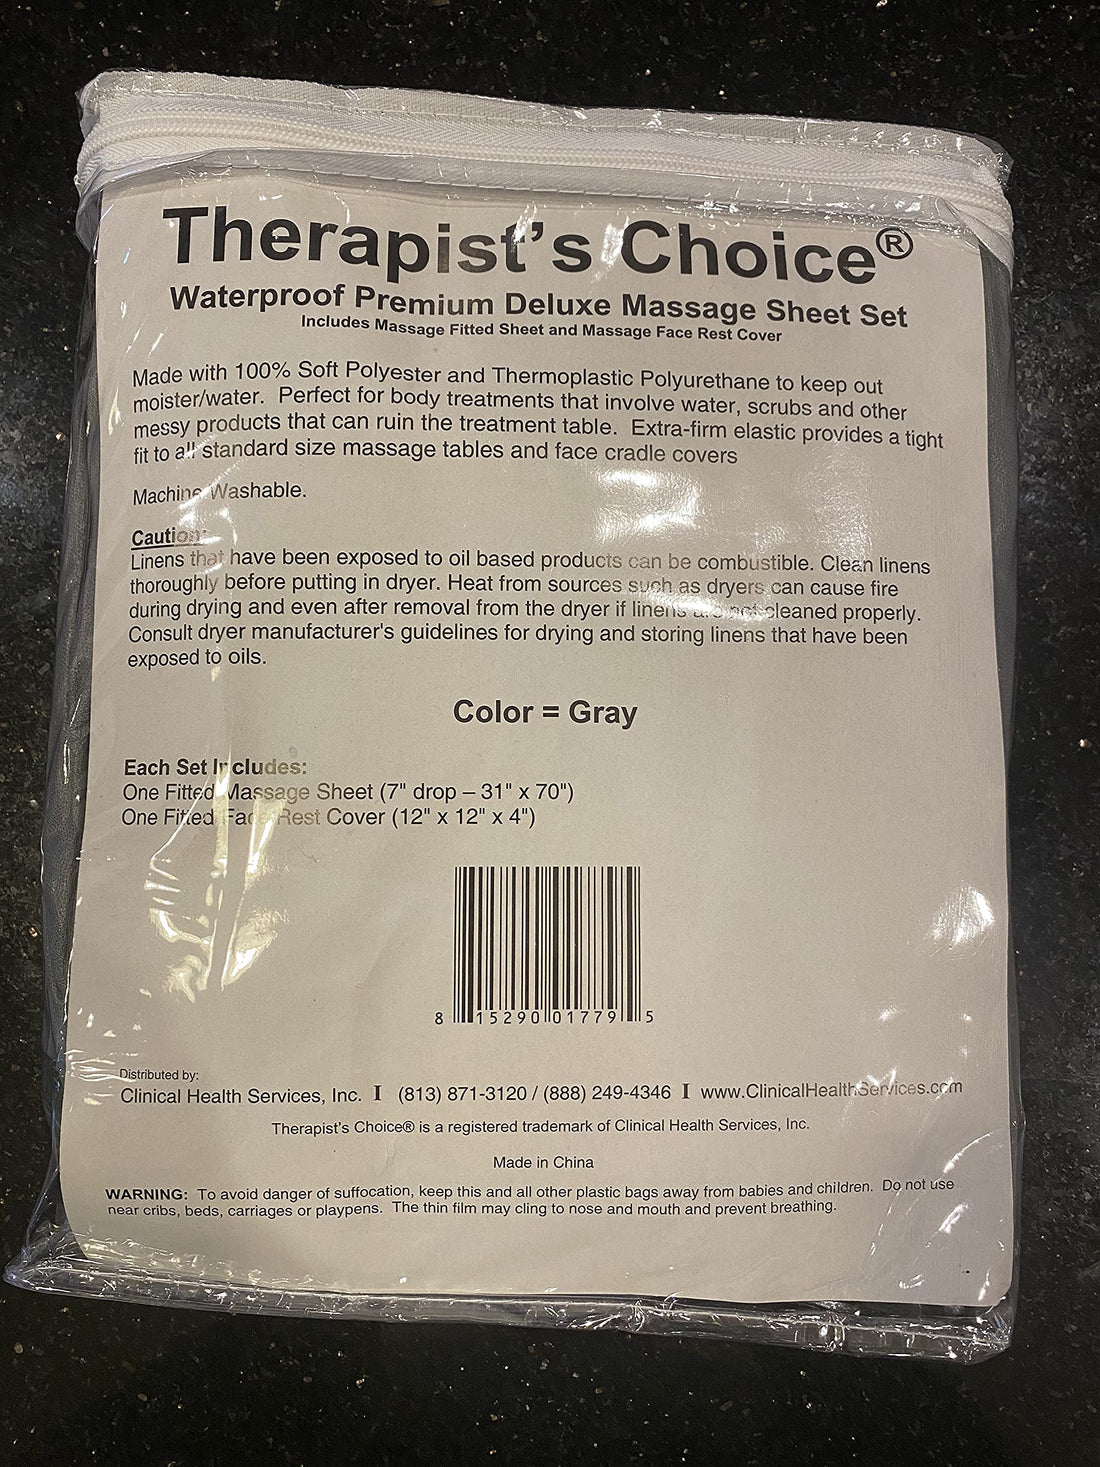 Therapist's Choice®
Waterproof Premium Deluxe Massage Sheet Set
Includes Massage Fitted Sheet and Massage Face Rest Cover
Made with 100% Soft Polyester and Thermoplastic Polyurethane to keep out
moister/water. Perfect for body treatments that involve water, scrubs and other
messy products that can ruin the treatment table. Extra-firm elastic provides a tight
fit to all standard size massage tables and face cradle covers
Machine Washable.
Caution:
Linens that have been exposed to oil based products can be combustible. Clean linens
thoroughly before putting in dryer. Heat from sources such as dryers can cause fire
during drying and even after removal from the dryer if linens are not cleaned properly.
Consult dryer manufacturer's guidelines for drying and storing linens that have been
exposed to oils.
Color = Gray
Each Set Includes:
One Fitted Massage Sheet (7" drop – 31" x 70")
One Fitted Face Rest Cover (12" x 12" x 4")
8 15290 01779 5
Distributed by:
Clinical Health Services, Inc. I (813) 871-3120 / (888) 249-4346 I www.ClinicalHealthServices.com
Therapist's Choice® is a registered trademark of Clinical Health Services, Inc.
Made in China
WARNING: To avoid danger of suffocation, keep this and all other plastic bags away from babies and children. Do not use
near cribs, beds, carriages or playpens. The thin film may cling to nose and mouth and prevent breathing.